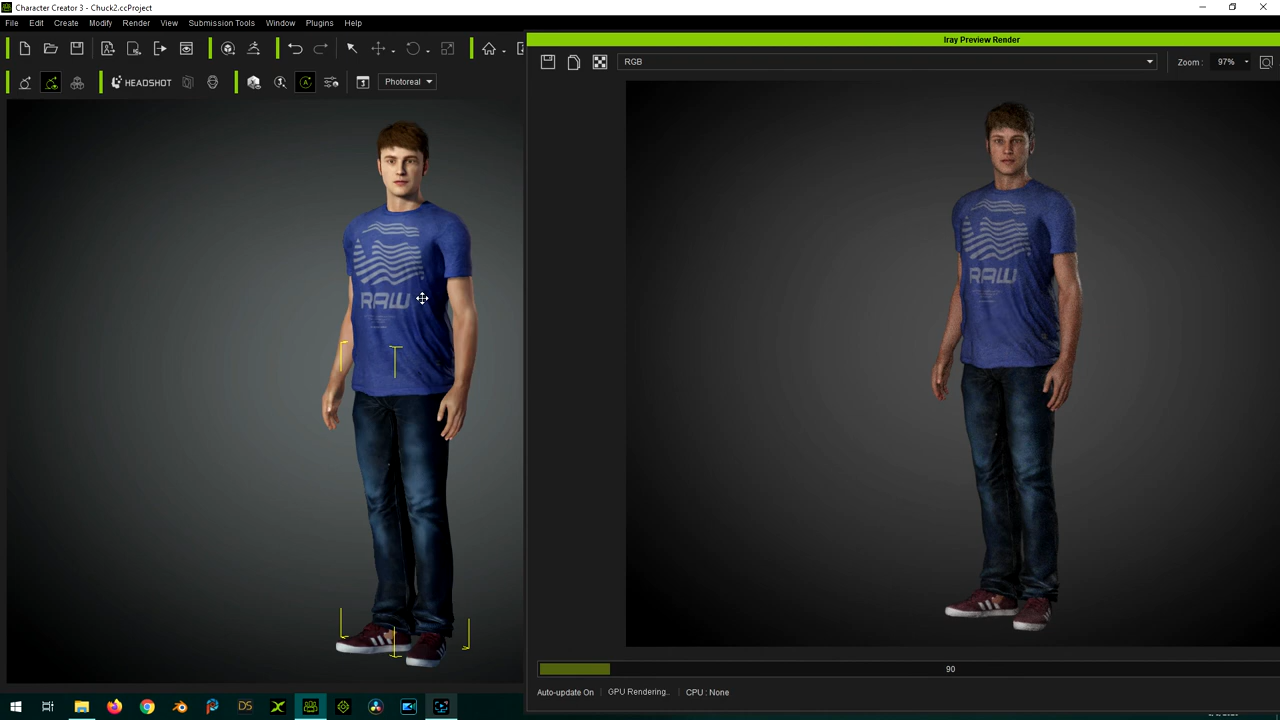 Character Creator 3 - Chuck2.ccProject
File Edit Create Modify Render View Submission Tools Window Plugins Help
Iray Preview Render
RGB
Zoom : 97%
HEADSHOT
Photoreal
RAW
RAW
90
Auto-update On GPU Rendering.. CPU : None
DS